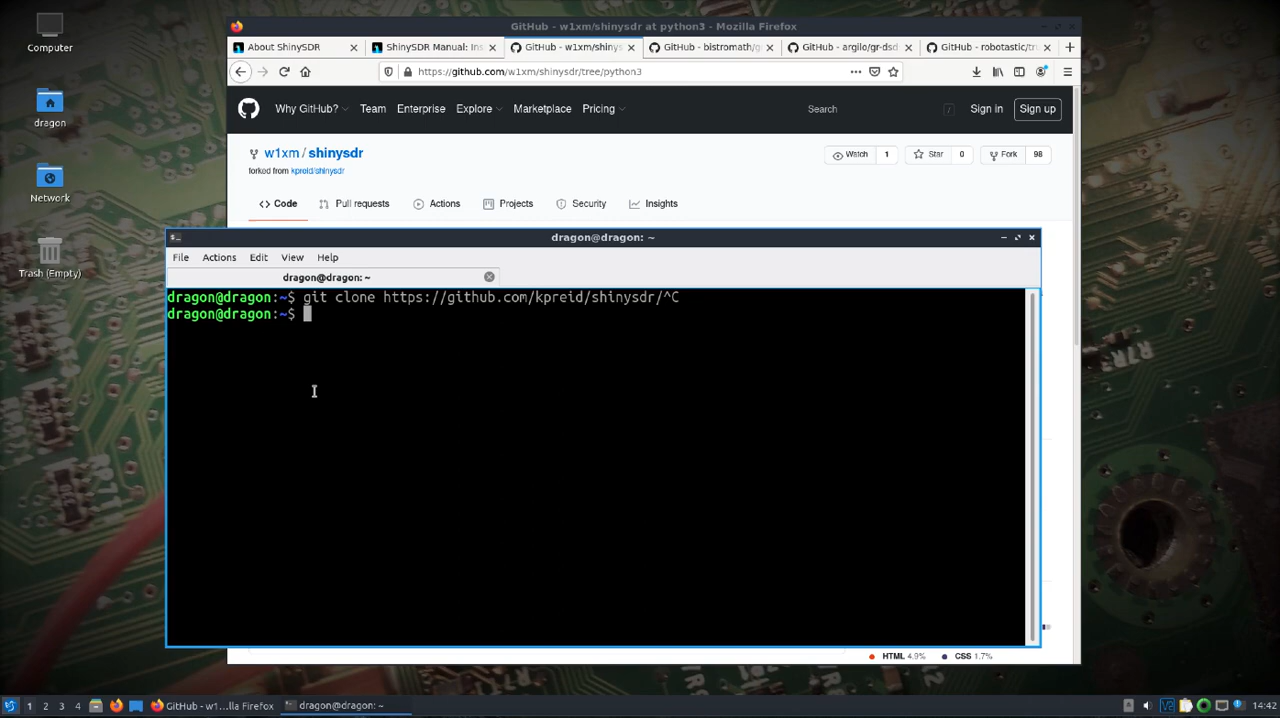 Computer
dragon
Network
Trash (Empty)
GitHub - w1xm/shinysdr at python3 - Mozilla Firefox
About ShinySDR
ShinySDR Manual: Ins
GitHub - w1xm/shinys
GitHub - bistromath/g
GitHub - argilo/gr-dsd
GitHub - robotastic/tr
https://github.com/w1xm/shinysdr/tree/python3
Why GitHub?
Team
Enterprise
Explore
Marketplace
Pricing
Search
/
Sign in
Sign up
w1xm / shinysdr
forked from kpreid/shinysdr
Watch 1
Star 0
Fork 98
Code
Pull requests
Actions
Projects
Security
Insights
dragon@dragon: ~
File Actions Edit View Help
dragon@dragon: ~
dragon@dragon:~$ git clone https://github.com/kpreid/shinysdr/^C
dragon@dragon:~$
HTML 4.9%
CSS 1.7%
1 2 3 4
GitHub - w1...lla Firefox
dragon@dragon: ~
14:42